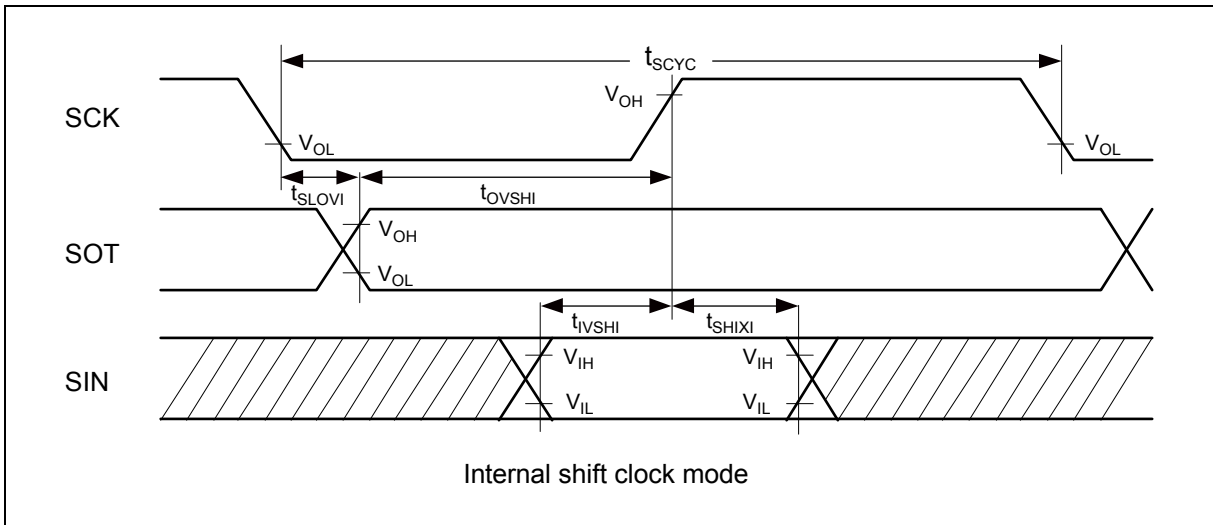 tSCYC
SCK
VOH
VOL
VOL
tSLOVI
tOVSHI
SOT
VOH
VOL
tIVSHI
tSHIXI
SIN
VIH
VIH
VIL
VIL
Internal shift clock mode